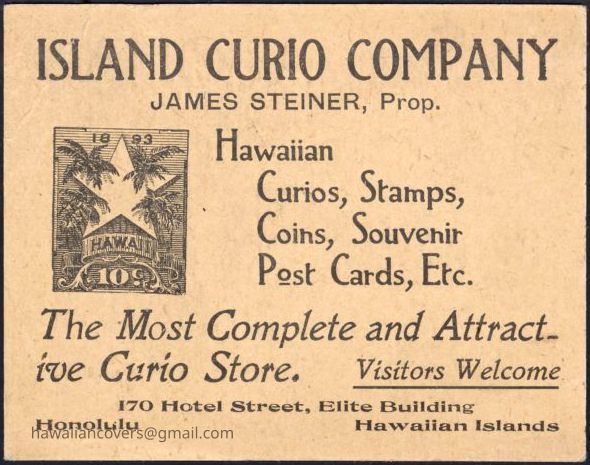 ISLAND CURIO COMPANY
JAMES STEINER, Prop.
1893
HAWAII
10¢
Hawaiian
Curios, Stamps,
Coins, Souvenir
Post Cards, Etc.
The Most Complete and Attract-
ive Curio Store.
Visitors Welcome
170 Hotel Street, Elite Building
Honolulu
Hawaiian Islands
hawaiiancovers@gmail.com